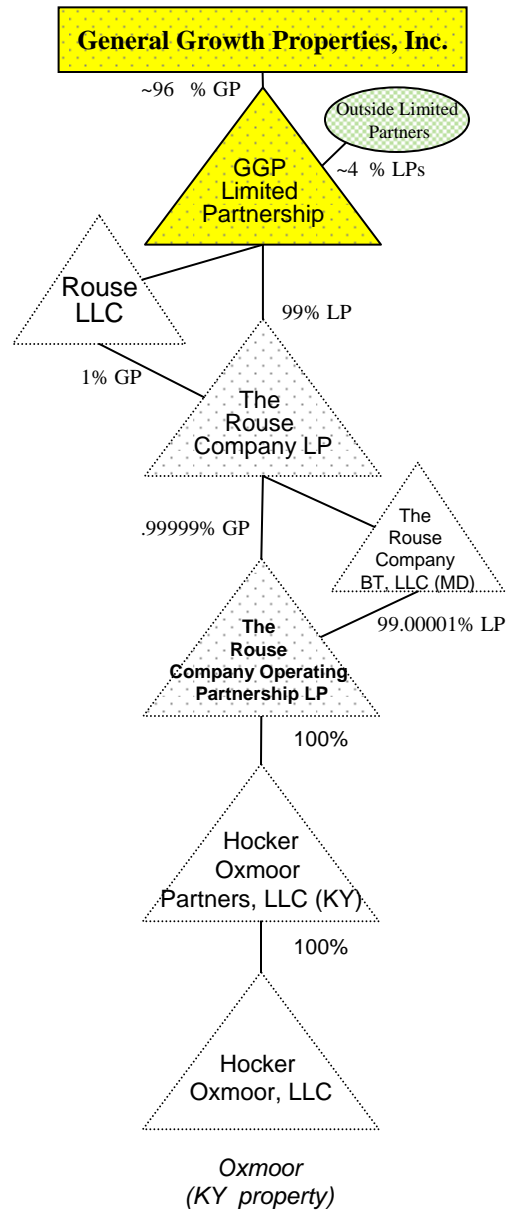 General Growth Properties, Inc.
~96 % GP
Outside Limited
Partners
~4 % LPs
GGP
Limited
Partnership
Rouse
LLC
99% LP
1% GP
The
Rouse
Company LP
.99999% GP
The
Rouse
Company
BT, LLC (MD)
99.00001% LP
The
Rouse
Company Operating
Partnership LP
100%
Hocker
Oxmoor
Partners, LLC (KY)
100%
Hocker
Oxmoor, LLC
Oxmoor
(KY property)